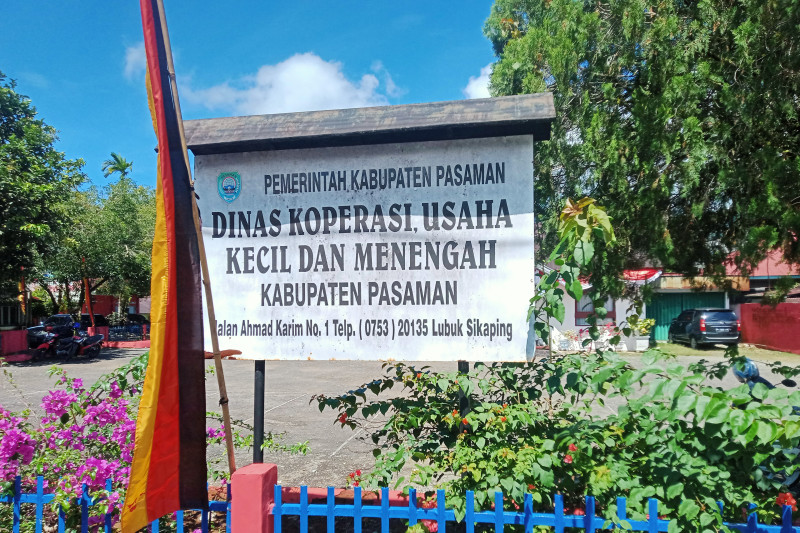 PEMERINTAH KABUPATEN PASAMAN
DINAS KOPERASI, USAHA
KECIL DAN MENENGAH
KABUPATEN PASAMAN
alan Ahmad Karim No, 1 Telp. ( 0753 ) 20135 Lubuk Sikaping